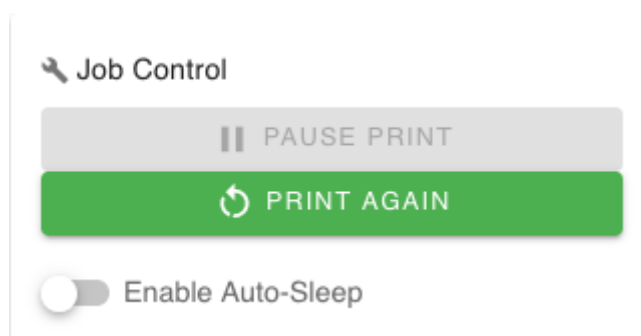 Job Control
PAUSE PRINT
PRINT AGAIN
Enable Auto-Sleep